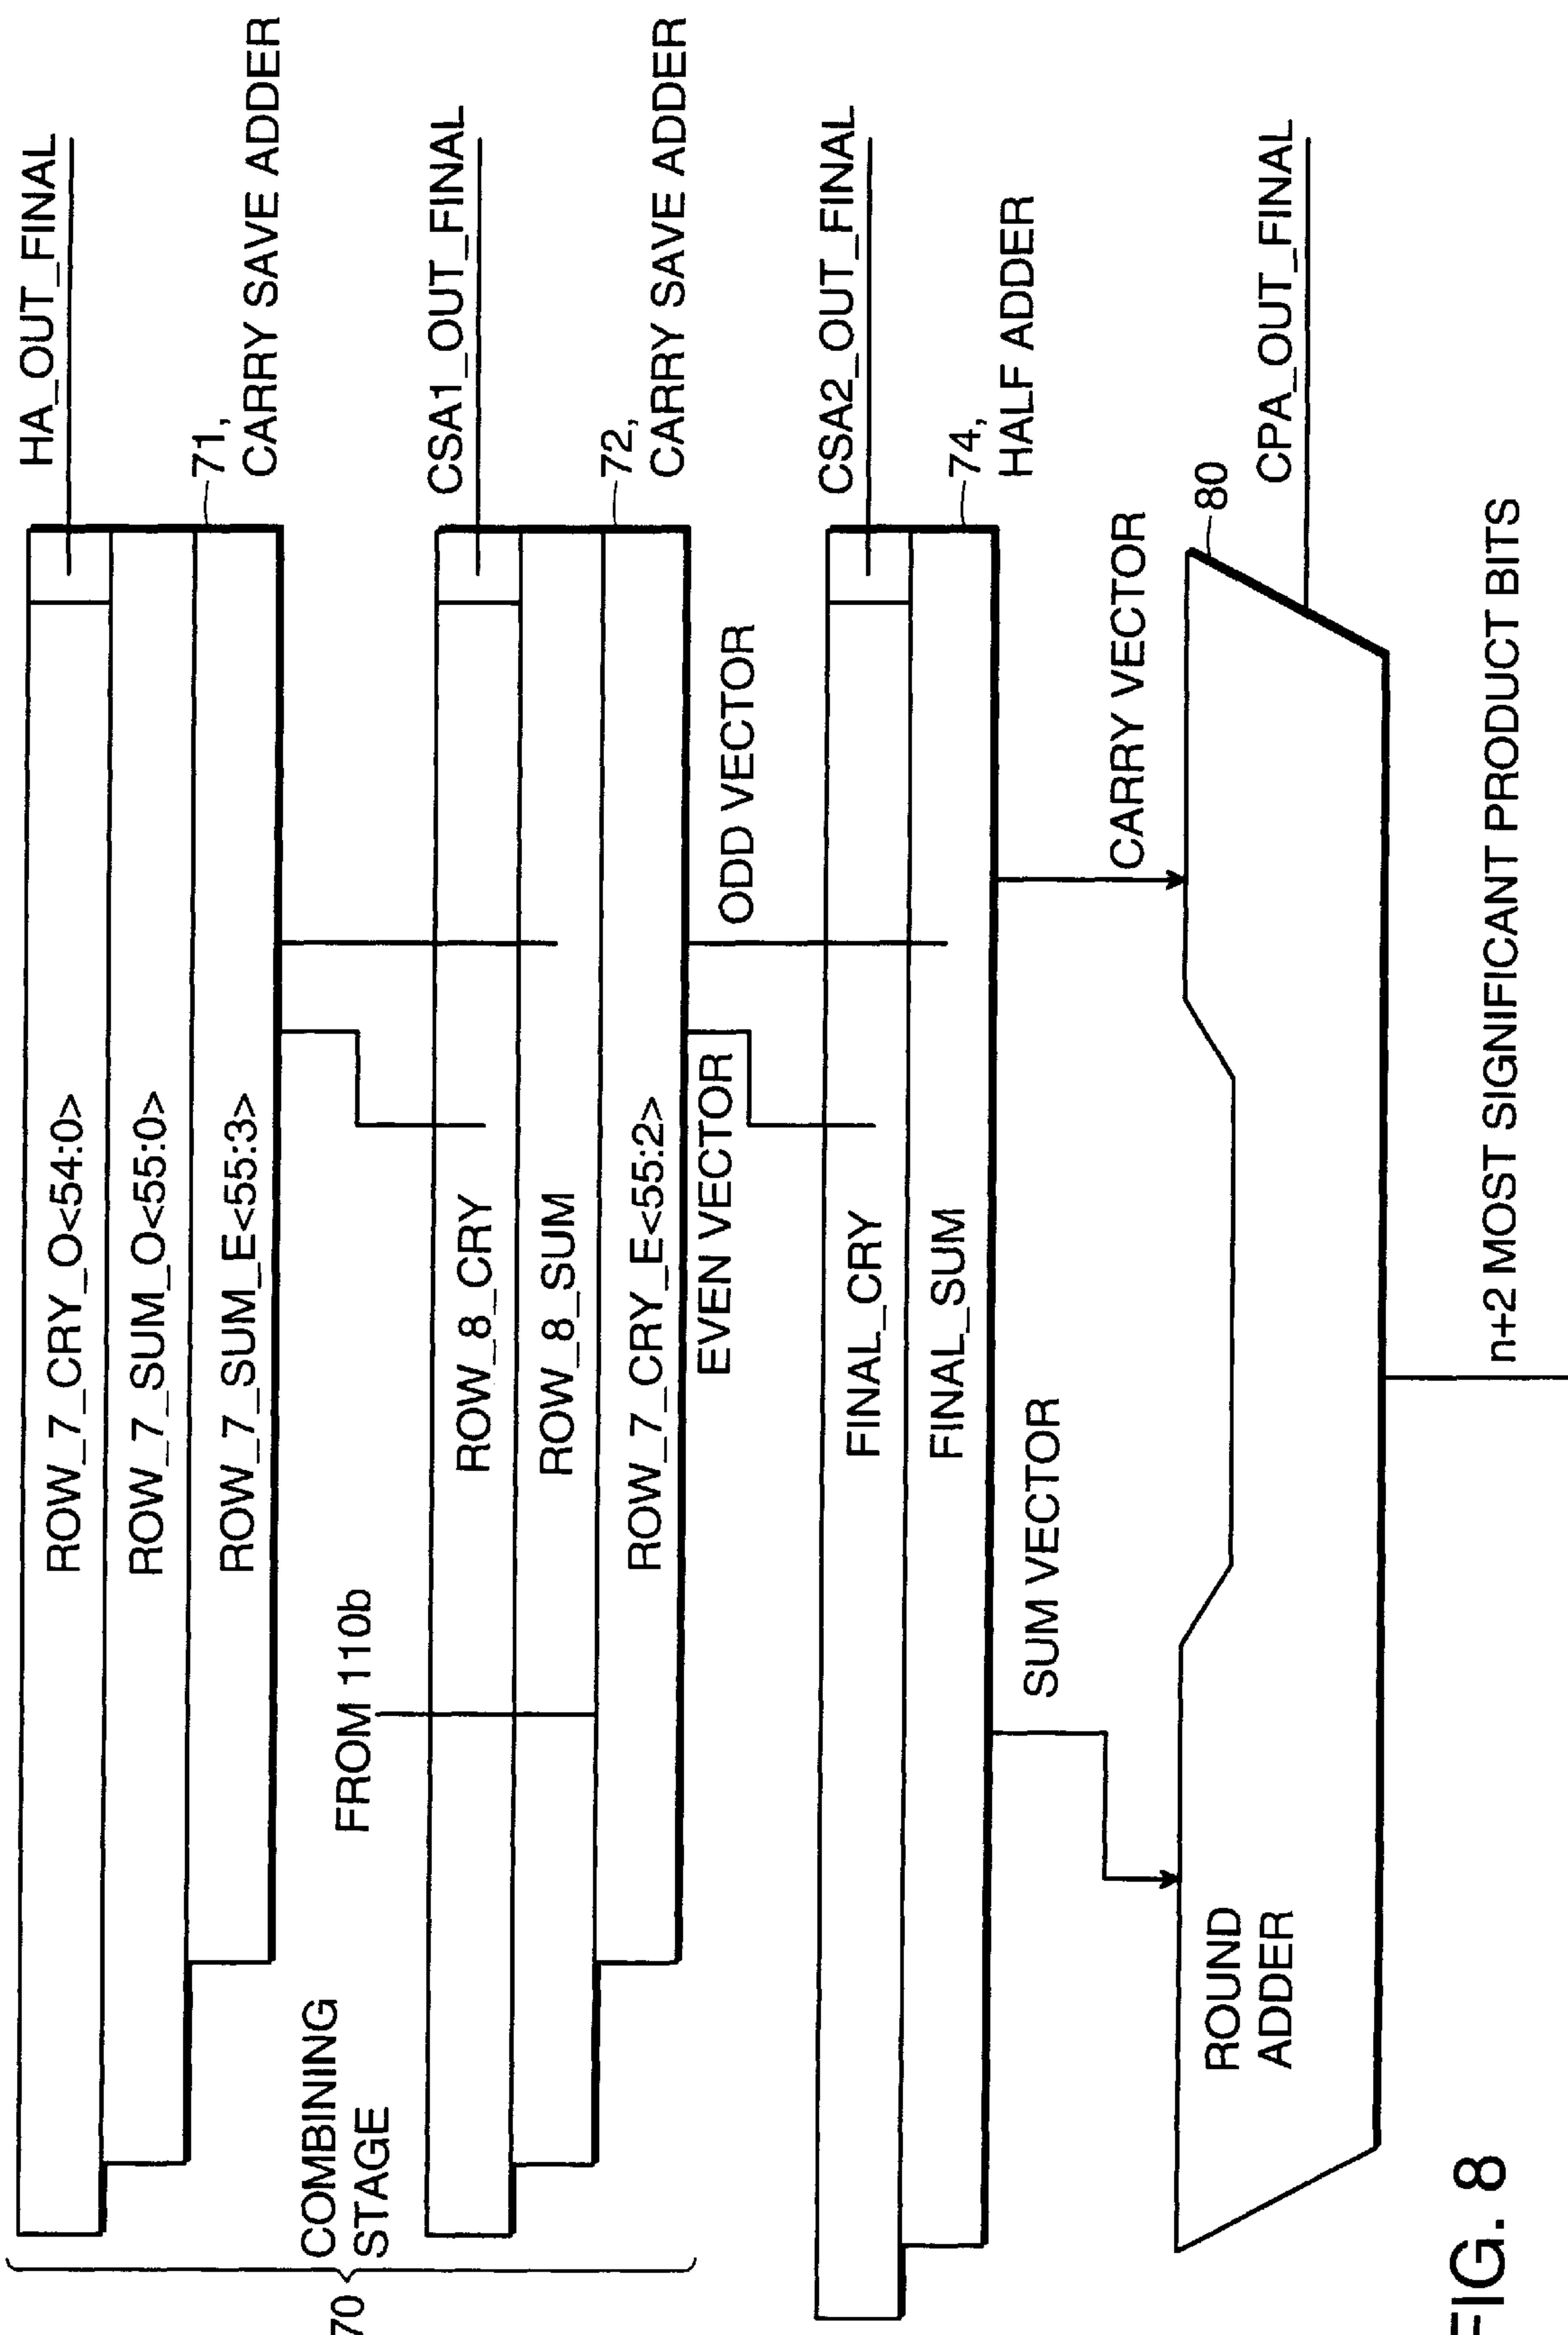 HA_OUT_FINAL
ROW_7_CRY_O<54:0>
ROW_7_SUM_O<55:0>
ROW_7_SUM_E<55:3>
71,
CARRY SAVE ADDER
70
COMBINING
STAGE
FROM 110b
CSA1_OUT_FINAL
ROW_8_CRY
ROW_8_SUM
ROW_7_CRY_E<55:2>
72,
CARRY SAVE ADDER
EVEN VECTOR
ODD VECTOR
CSA2_OUT_FINAL
FINAL_CRY
FINAL_SUM
74,
HALF ADDER
SUM VECTOR
CARRY VECTOR
80
ROUND
ADDER
CPA_OUT_FINAL
n+2 MOST SIGNIFICANT PRODUCT BITS
FIG. 8